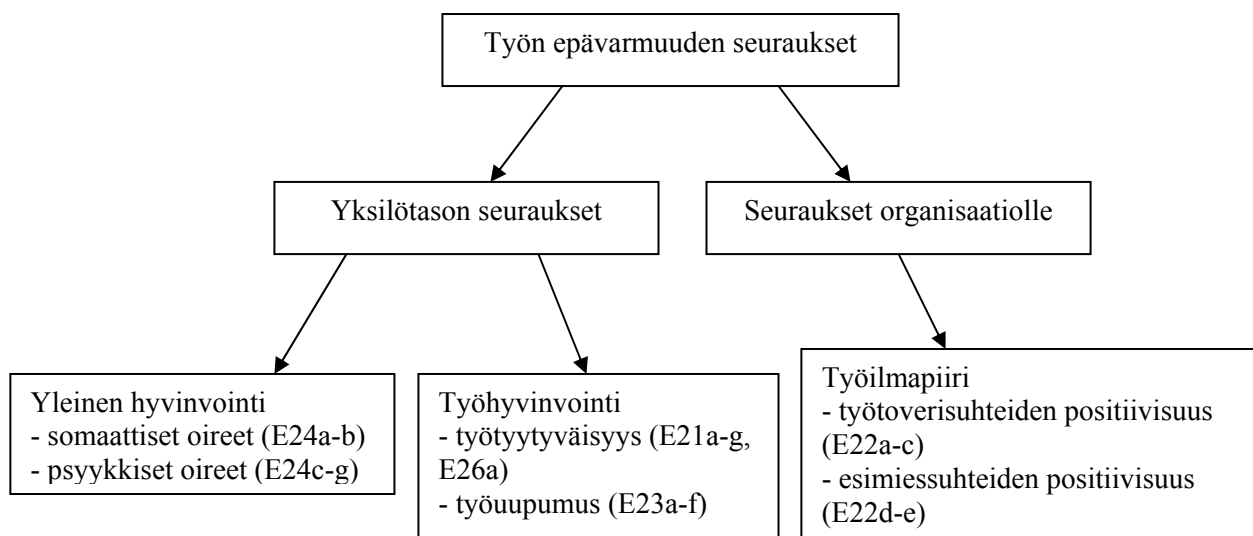 Työn epävarmuuden seuraukset
Yksilötason seuraukset
Seuraukset organisaatiolle
Yleinen hyvinvointi
- somaattiset oireet (E24a-b)
- psyykkiset oireet (E24c-g)
Työhyvinvointi
- työtyytyväisyys (E21a-g,
E26a)
- työuupumus (E23a-f)
Työilmapiiri
- työtoverisuhteiden positiivisuus
(E22a-c)
- esimiessuhteiden positiivisuus
(E22d-e)